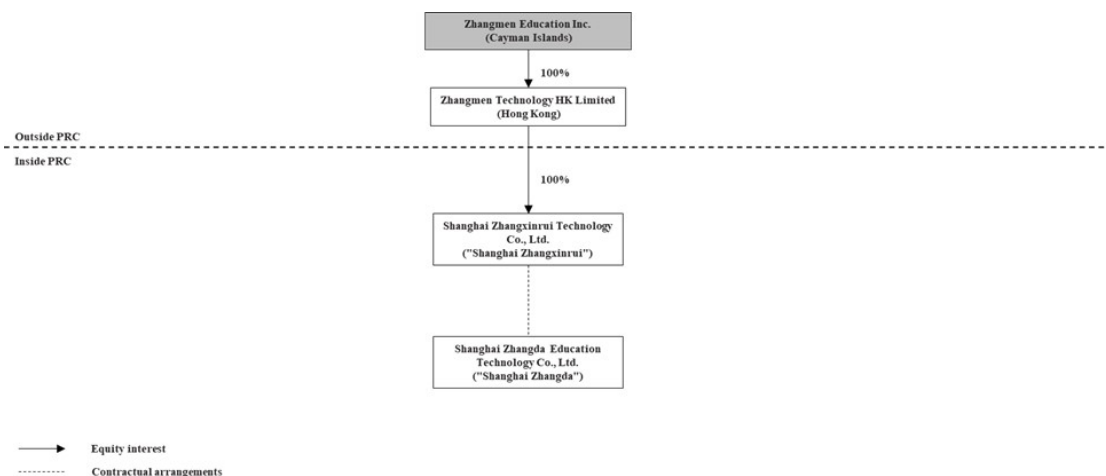 Zhangmen Education Inc.
(Cayman Islands)
100%
Zhangmen Technology HK Limited
(Hong Kong)
Outside PRC
Inside PRC
100%
Shanghai Zhangxinrui Technology
Co., Ltd.
("Shanghai Zhangxinrui")
Shanghai Zhangda Education
Technology Co., Ltd.
("Shanghai Zhangda")
Equity interest
Contractual arrangements